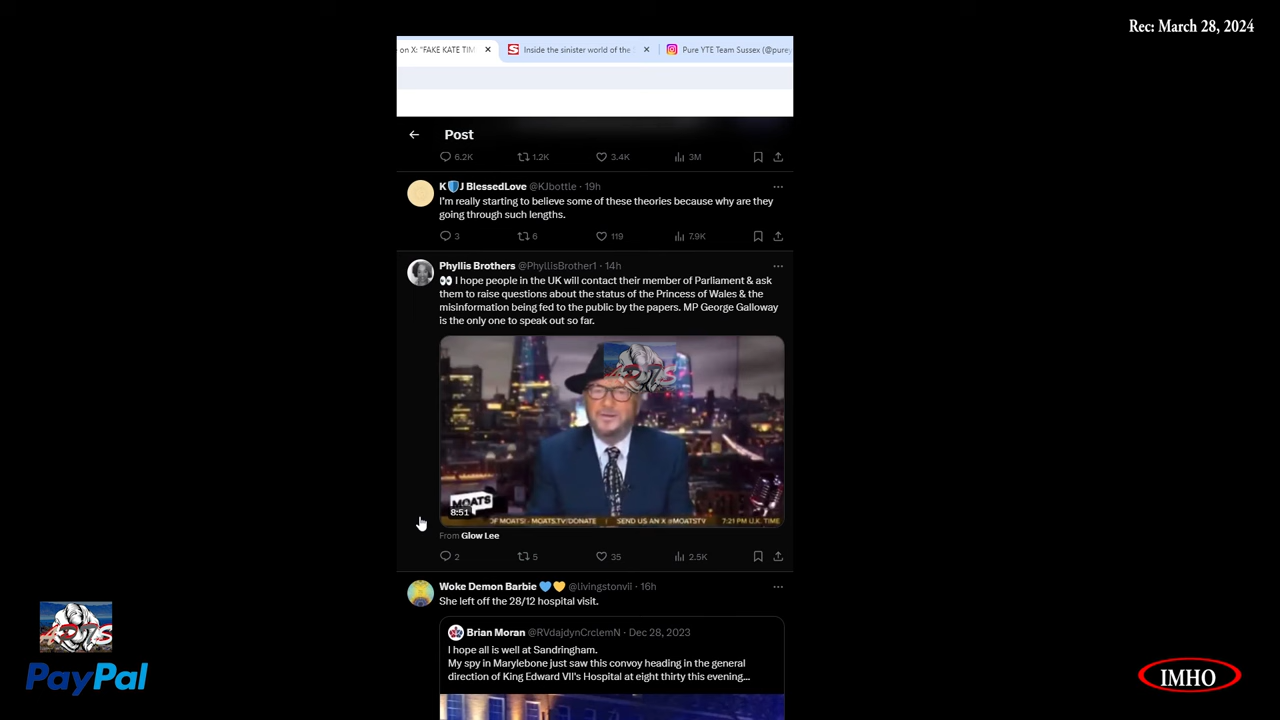 Rec: March 28, 2024
on X: "FAKE KATE TIM
Inside the sinister world of the
Pure YTE Team Sussex (@purey
Post
6.2K 1.2K 3.4K 3M
K🛡️J BlessedLove @KJbottle · 19h
I'm really starting to believe some of these theories because why are they
going through such lengths.
3 6 119 7.9K
Phyllis Brothers @PhyllisBrother1 · 14h
👀 I hope people in the UK will contact their member of Parliament & ask
them to raise questions about the status of the Princess of Wales & the
misinformation being fed to the public by the papers. MP George Galloway
is the only one to speak out so far.
MOATS
8:51
OF MOATS! - MOATS.TV/DONATE SEND US AN X @MOATSTV 7:21 PM U.K. TIME
From Glow Lee
2 5 35 2.5K
Woke Demon Barbie 💙💛 @livingstonvii · 16h
She left off the 28/12 hospital visit.
Brian Moran @RVdajdynCrclemN · Dec 28, 2023
I hope all is well at Sandringham.
My spy in Marylebone just saw this convoy heading in the general
direction of King Edward VII's Hospital at eight thirty this evening...
PayPal
IMHO